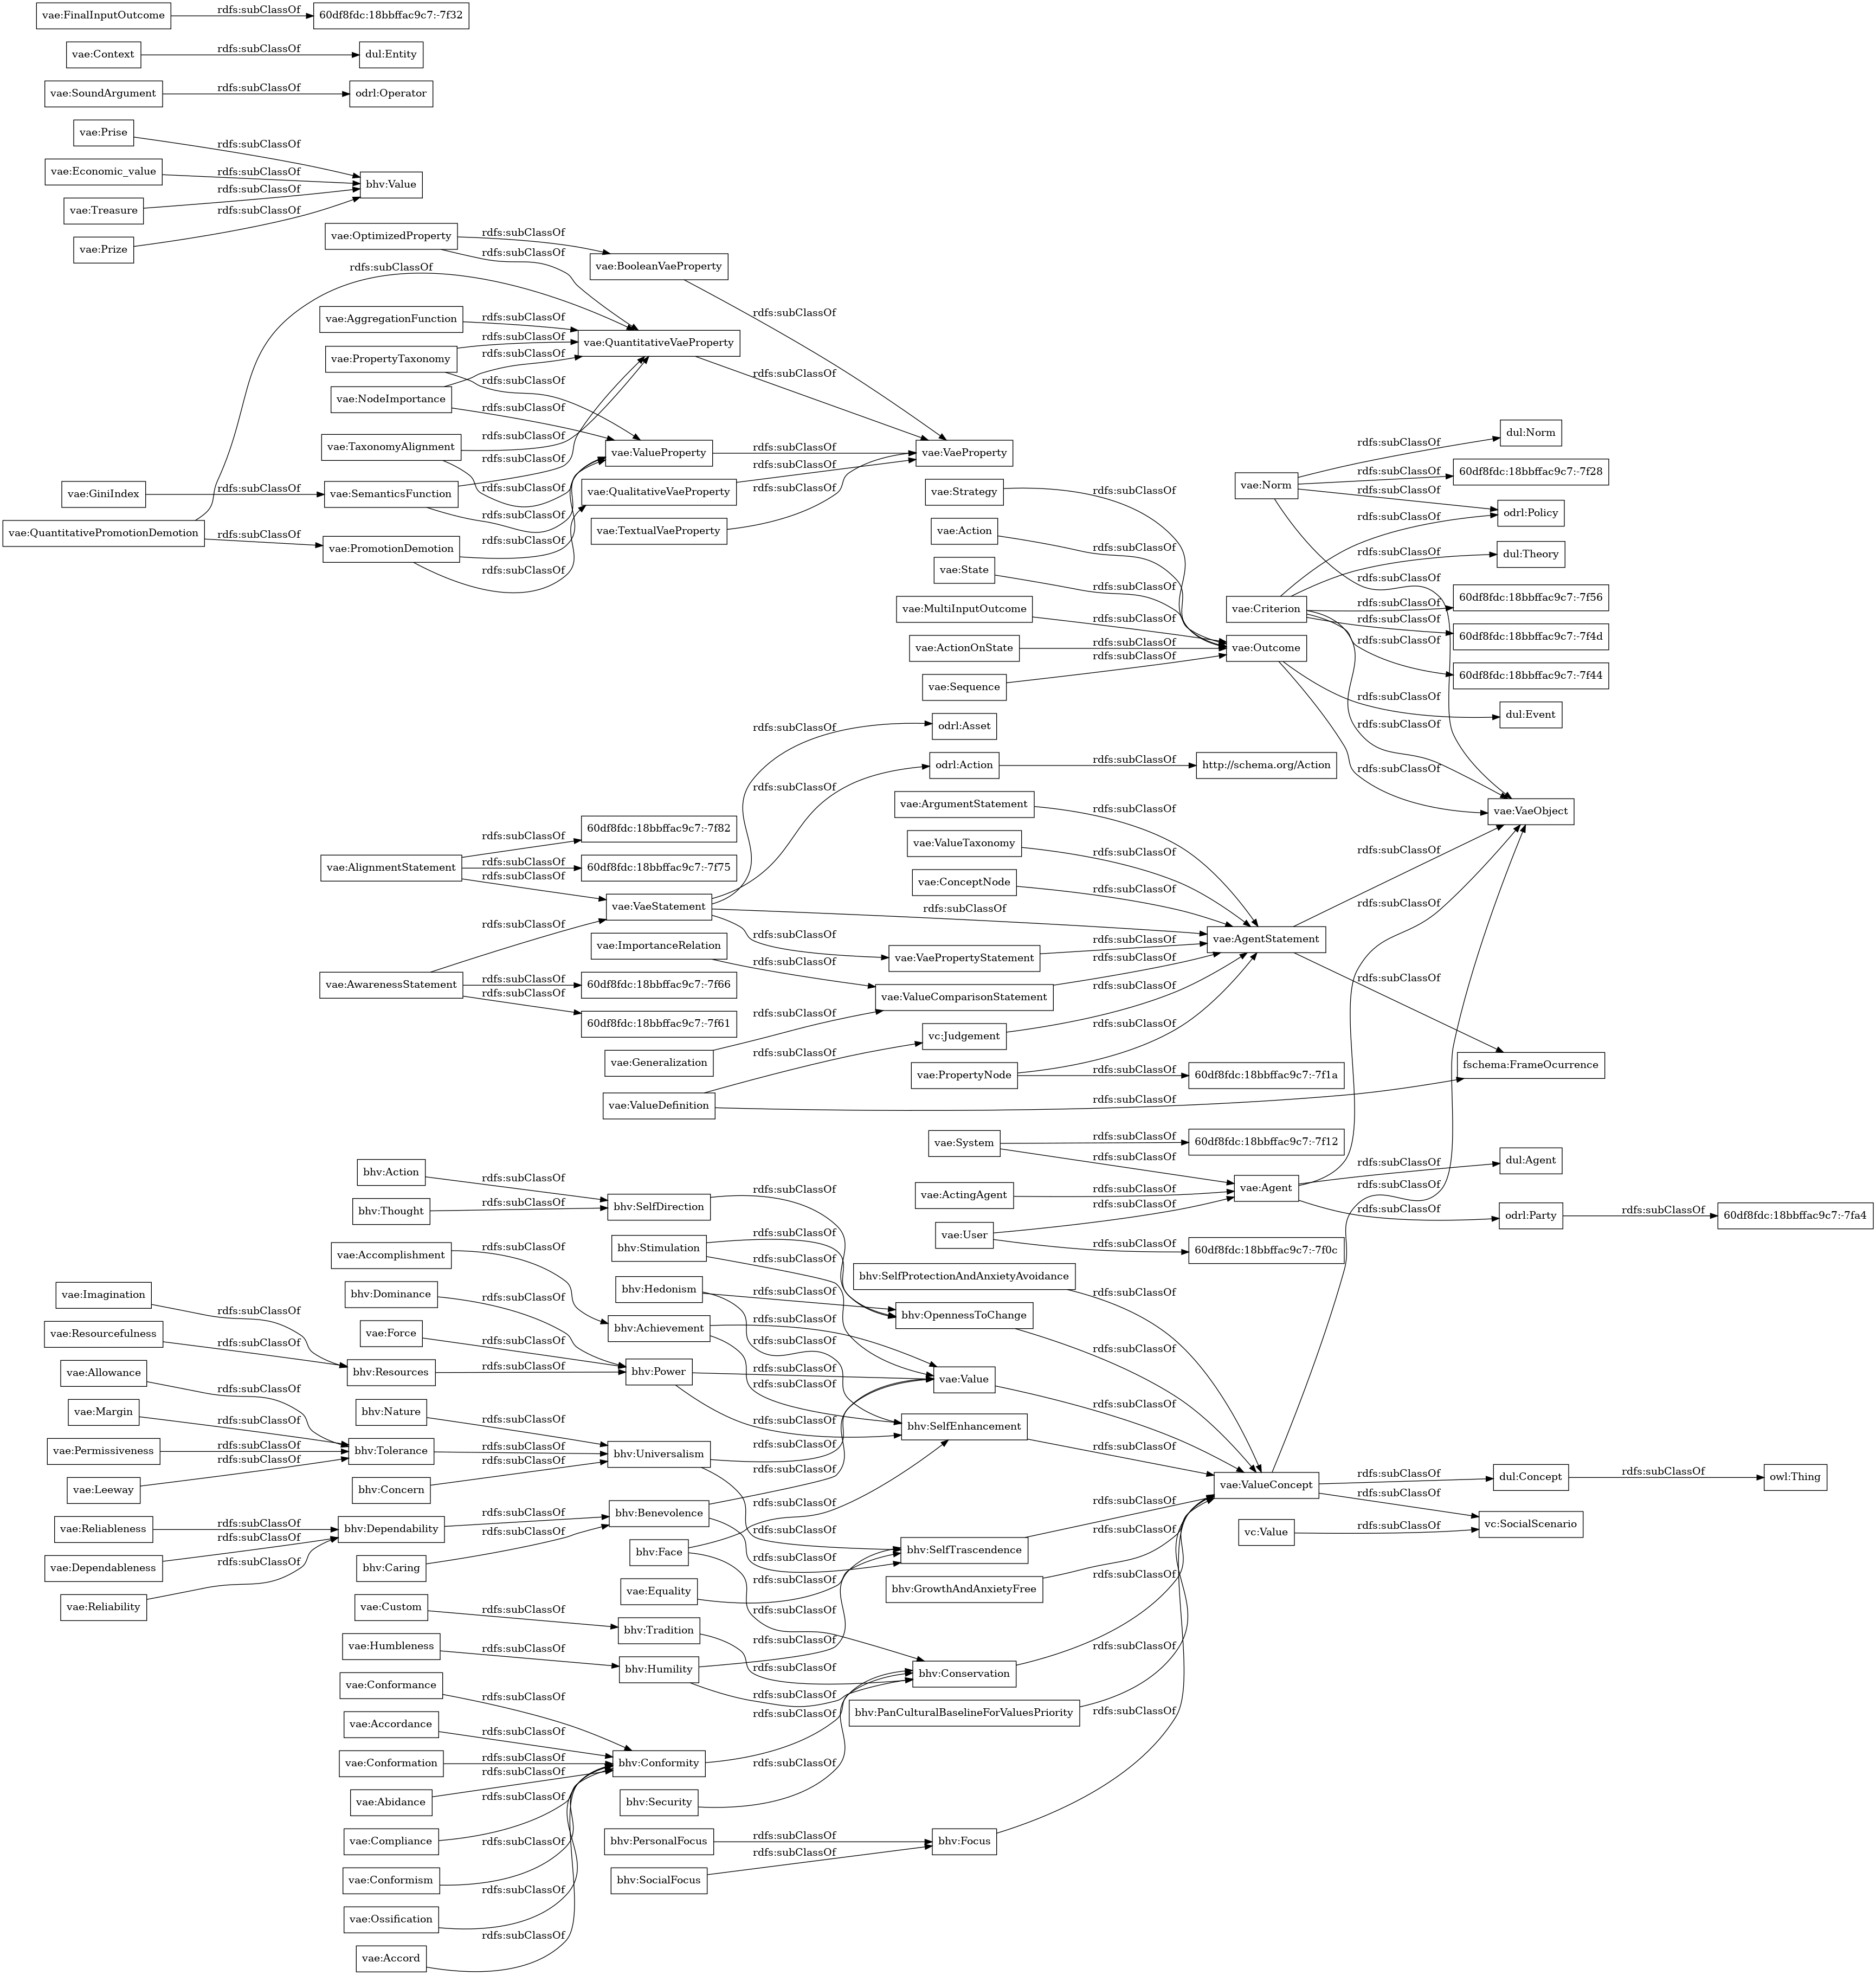 vae:FinalInputOutcome
rdfs:subClassOf
60df8fdc:18bbffac9c7:-7f32
vae:Context
rdfs:subClassOf
dul:Entity
vae:SoundArgument
rdfs:subClassOf
odrl:Operator
vae:Prise
rdfs:subClassOf
vae:Economic_value
rdfs:subClassOf
bhv:Value
vae:Treasure
rdfs:subClassOf
vae:Prize
rdfs:subClassOf
vae:OptimizedProperty
rdfs:subClassOf
rdfs:subClassOf
vae:BooleanVaeProperty
rdfs:subClassOf
rdfs:subClassOf
vae:AggregationFunction
rdfs:subClassOf
vae:QuantitativeVaeProperty
rdfs:subClassOf
vae:PropertyTaxonomy
rdfs:subClassOf
rdfs:subClassOf
vae:NodeImportance
rdfs:subClassOf
rdfs:subClassOf
vae:TaxonomyAlignment
rdfs:subClassOf
rdfs:subClassOf
vae:ValueProperty
rdfs:subClassOf
vae:VaeProperty
vae:GiniIndex
rdfs:subClassOf
vae:SemanticsFunction
rdfs:subClassOf
rdfs:subClassOf
vae:QualitativeVaeProperty
rdfs:subClassOf
vae:QuantitativePromotionDemotion
rdfs:subClassOf
vae:PromotionDemotion
rdfs:subClassOf
rdfs:subClassOf
vae:TextualVaeProperty
rdfs:subClassOf
vae:Strategy
rdfs:subClassOf
vae:Action
rdfs:subClassOf
vae:State
rdfs:subClassOf
vae:MultiInputOutcome
rdfs:subClassOf
vae:ActionOnState
rdfs:subClassOf
vae:Sequence
rdfs:subClassOf
vae:Norm
rdfs:subClassOf
dul:Norm
rdfs:subClassOf
60df8fdc:18bbffac9c7:-7f28
rdfs:subClassOf
odrl:Policy
rdfs:subClassOf
rdfs:subClassOf
dul:Theory
rdfs:subClassOf
vae:Criterion
rdfs:subClassOf
60df8fdc:18bbffac9c7:-7f56
rdfs:subClassOf
60df8fdc:18bbffac9c7:-7f4d
rdfs:subClassOf
60df8fdc:18bbffac9c7:-7f44
vae:Outcome
rdfs:subClassOf
dul:Event
rdfs:subClassOf
rdfs:subClassOf
vae:VaeObject
rdfs:subClassOf
odrl:Asset
rdfs:subClassOf
odrl:Action
rdfs:subClassOf
http://schema.org/Action
vae:AlignmentStatement
rdfs:subClassOf
60df8fdc:18bbffac9c7:-7f82
rdfs:subClassOf
60df8fdc:18bbffac9c7:-7f75
rdfs:subClassOf
vae:VaeStatement
rdfs:subClassOf
rdfs:subClassOf
vae:ArgumentStatement
rdfs:subClassOf
vae:ValueTaxonomy
rdfs:subClassOf
vae:ConceptNode
rdfs:subClassOf
vae:AgentStatement
rdfs:subClassOf
rdfs:subClassOf
vae:ImportanceRelation
rdfs:subClassOf
vae:VaePropertyStatement
rdfs:subClassOf
vae:AwarenessStatement
rdfs:subClassOf
rdfs:subClassOf
60df8fdc:18bbffac9c7:-7f66
rdfs:subClassOf
60df8fdc:18bbffac9c7:-7f61
vae:ValueComparisonStatement
rdfs:subClassOf
vae:Generalization
rdfs:subClassOf
vc:Judgement
rdfs:subClassOf
vae:PropertyNode
rdfs:subClassOf
rdfs:subClassOf
60df8fdc:18bbffac9c7:-7f1a
fschema:FrameOcurrence
vae:ValueDefinition
rdfs:subClassOf
rdfs:subClassOf
vae:System
rdfs:subClassOf
60df8fdc:18bbffac9c7:-7f12
rdfs:subClassOf
vae:ActingAgent
rdfs:subClassOf
vae:Agent
rdfs:subClassOf
rdfs:subClassOf
dul:Agent
rdfs:subClassOf
odrl:Party
rdfs:subClassOf
60df8fdc:18bbffac9c7:-7fa4
vae:User
rdfs:subClassOf
rdfs:subClassOf
60df8fdc:18bbffac9c7:-7f0c
bhv:Action
rdfs:subClassOf
bhv:Thought
rdfs:subClassOf
bhv:SelfDirection
rdfs:subClassOf
bhv:Stimulation
rdfs:subClassOf
rdfs:subClassOf
vae:Accomplishment
rdfs:subClassOf
bhv:SelfProtectionAndAnxietyAvoidance
rdfs:subClassOf
bhv:Hedonism
rdfs:subClassOf
rdfs:subClassOf
bhv:OpennessToChange
rdfs:subClassOf
vae:Imagination
rdfs:subClassOf
vae:Resourcefulness
rdfs:subClassOf
bhv:Dominance
rdfs:subClassOf
vae:Force
rdfs:subClassOf
bhv:Achievement
rdfs:subClassOf
rdfs:subClassOf
bhv:Resources
rdfs:subClassOf
bhv:Power
rdfs:subClassOf
rdfs:subClassOf
vae:Value
rdfs:subClassOf
vae:Allowance
rdfs:subClassOf
vae:Margin
rdfs:subClassOf
vae:Permissiveness
rdfs:subClassOf
vae:Leeway
rdfs:subClassOf
bhv:Nature
rdfs:subClassOf
bhv:Tolerance
rdfs:subClassOf
bhv:Concern
rdfs:subClassOf
bhv:Universalism
rdfs:subClassOf
rdfs:subClassOf
bhv:SelfEnhancement
rdfs:subClassOf
vae:ValueConcept
rdfs:subClassOf
rdfs:subClassOf
dul:Concept
rdfs:subClassOf
owl:Thing
rdfs:subClassOf
vc:SocialScenario
vc:Value
rdfs:subClassOf
vae:Reliableness
rdfs:subClassOf
vae:Dependableness
rdfs:subClassOf
vae:Reliability
rdfs:subClassOf
bhv:Dependability
rdfs:subClassOf
bhv:Caring
rdfs:subClassOf
bhv:Benevolence
rdfs:subClassOf
rdfs:subClassOf
bhv:Face
rdfs:subClassOf
rdfs:subClassOf
bhv:SelfTrascendence
rdfs:subClassOf
vae:Equality
rdfs:subClassOf
bhv:GrowthAndAnxietyFree
rdfs:subClassOf
vae:Custom
rdfs:subClassOf
bhv:Tradition
rdfs:subClassOf
vae:Humbleness
rdfs:subClassOf
bhv:Humility
rdfs:subClassOf
rdfs:subClassOf
bhv:Conservation
rdfs:subClassOf
bhv:PanCulturalBaselineForValuesPriority
rdfs:subClassOf
vae:Conformance
rdfs:subClassOf
vae:Accordance
rdfs:subClassOf
vae:Conformation
rdfs:subClassOf
bhv:Conformity
rdfs:subClassOf
vae:Abidance
rdfs:subClassOf
bhv:Security
rdfs:subClassOf
vae:Compliance
rdfs:subClassOf
bhv:PersonalFocus
rdfs:subClassOf
bhv:Focus
rdfs:subClassOf
vae:Conformism
rdfs:subClassOf
bhv:SocialFocus
rdfs:subClassOf
vae:Ossification
rdfs:subClassOf
vae:Accord
rdfs:subClassOf